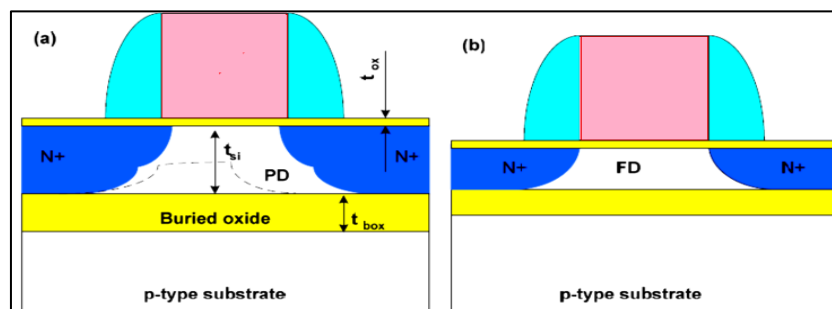 (a)
t ox
N+
t si
N+
PD
Buried oxide
t box
p-type substrate
(b)
N+
FD
N+
p-type substrate